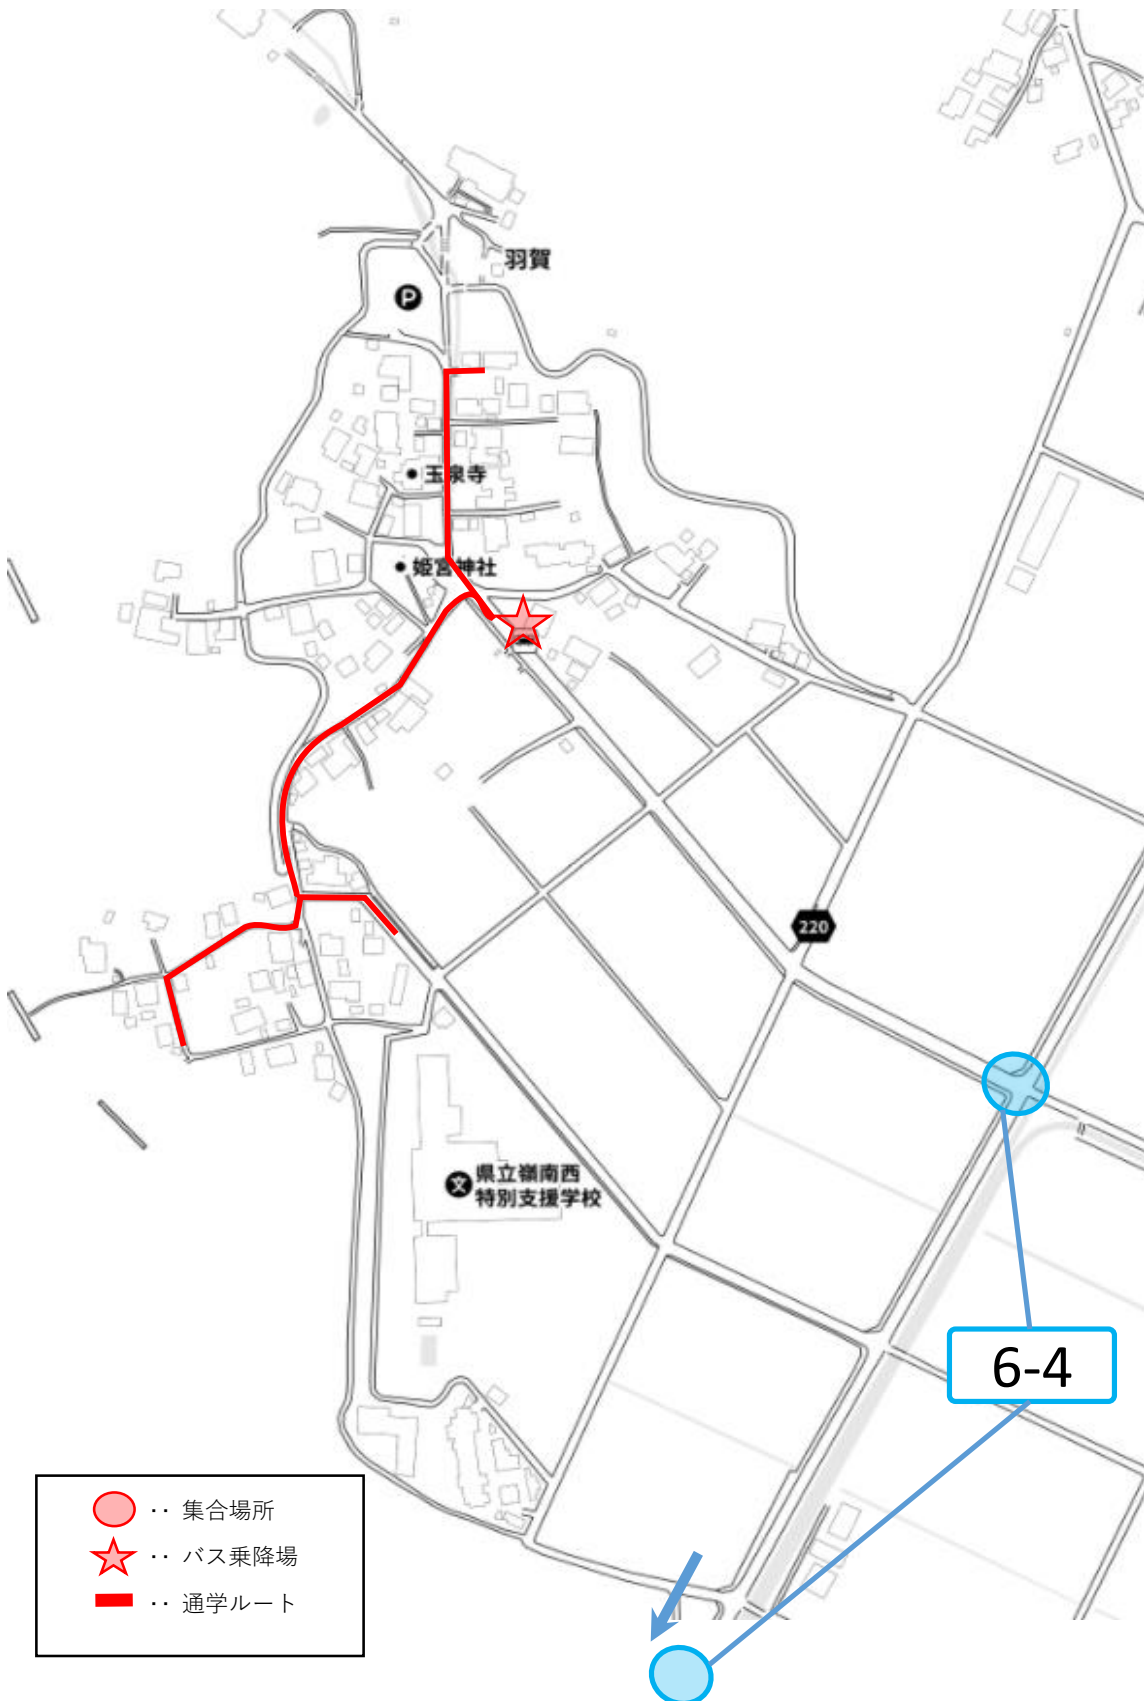 羽賀
P
玉泉寺
姫宮神社
220
文
県立嶺南西
特別支援学校
6-4
‥ 集合場所
‥ バス乗降場
‥ 通学ルート